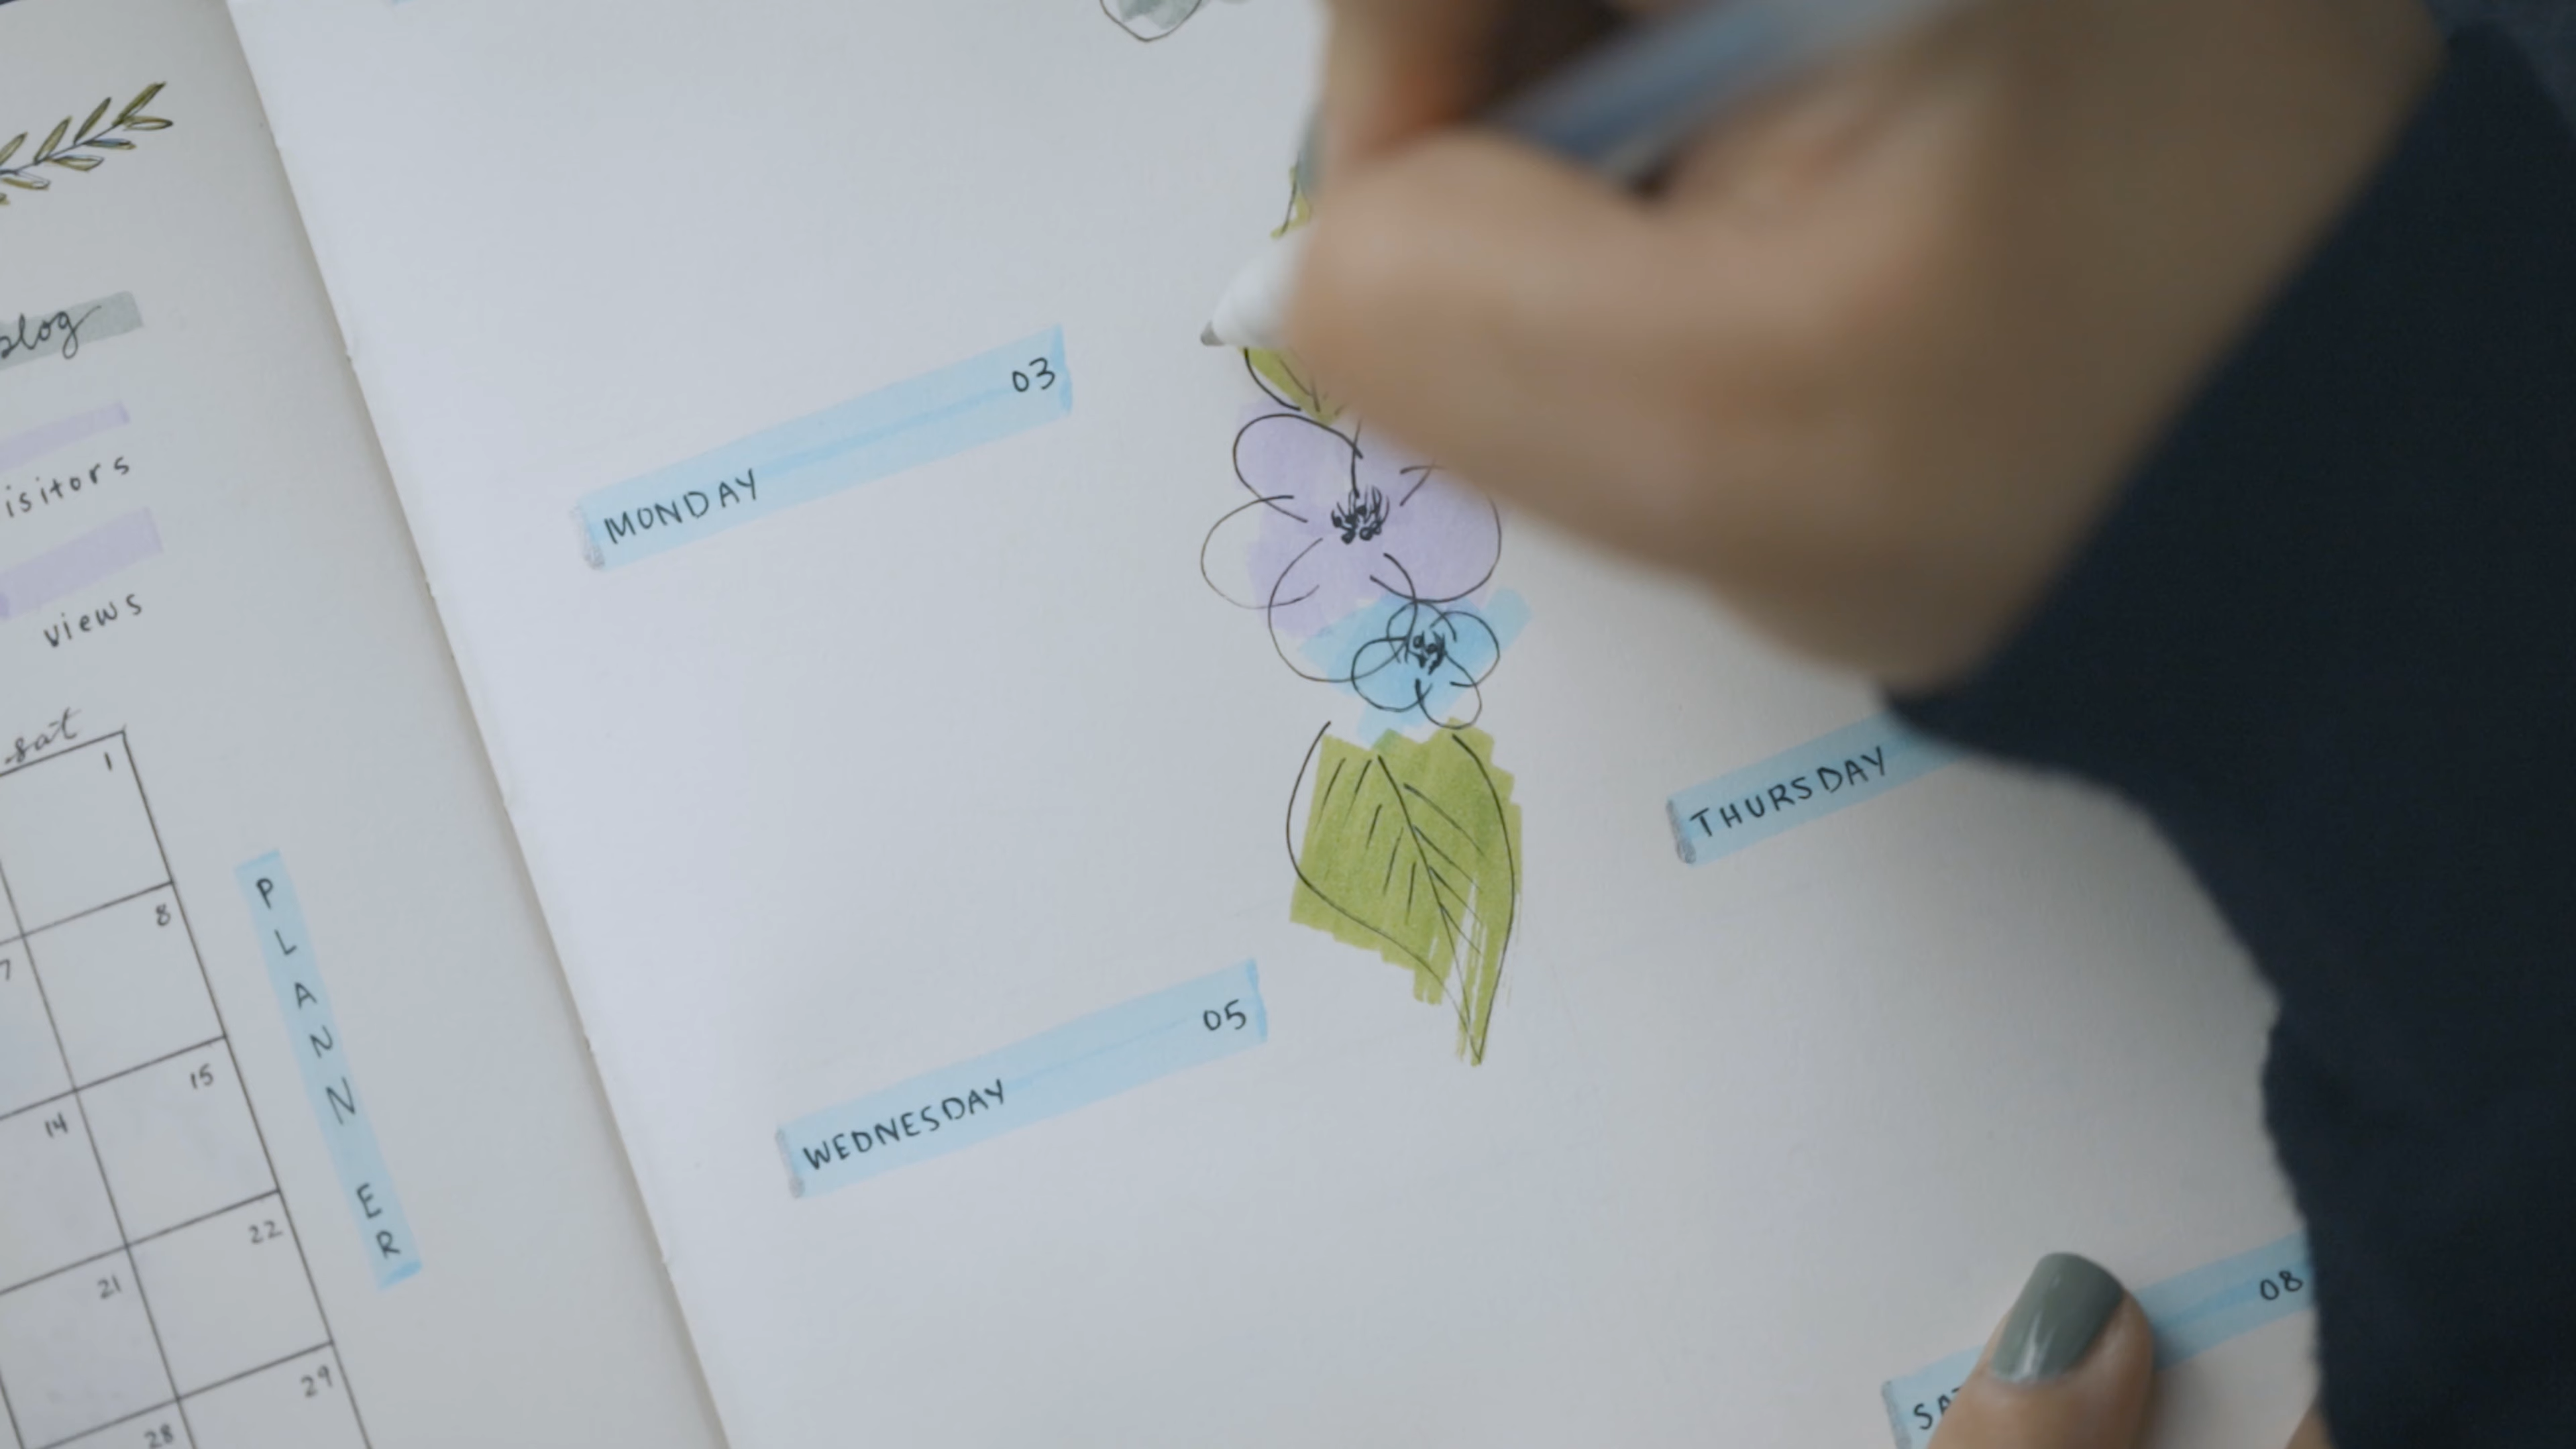 blog
isitors
views
sat
1
8
7
15
14
22
21
29
28
PLANNER
MONDAY 03
WEDNESDAY 05
THURSDAY
08